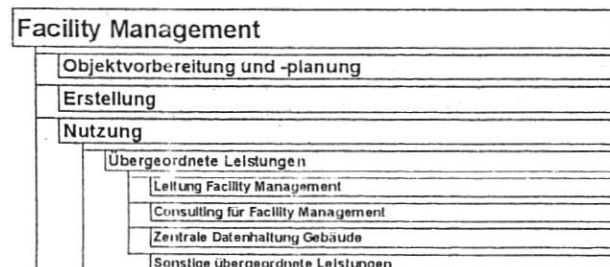 Facility Management
Objektvorbereitung und -planung
Erstellung
Nutzung
Übergeordnete Leistungen
Leitung Facility Management
Consulting für Facility Management
Zentrale Datenhaltung Gebäude
Sonstige übergeordnete Leistungen